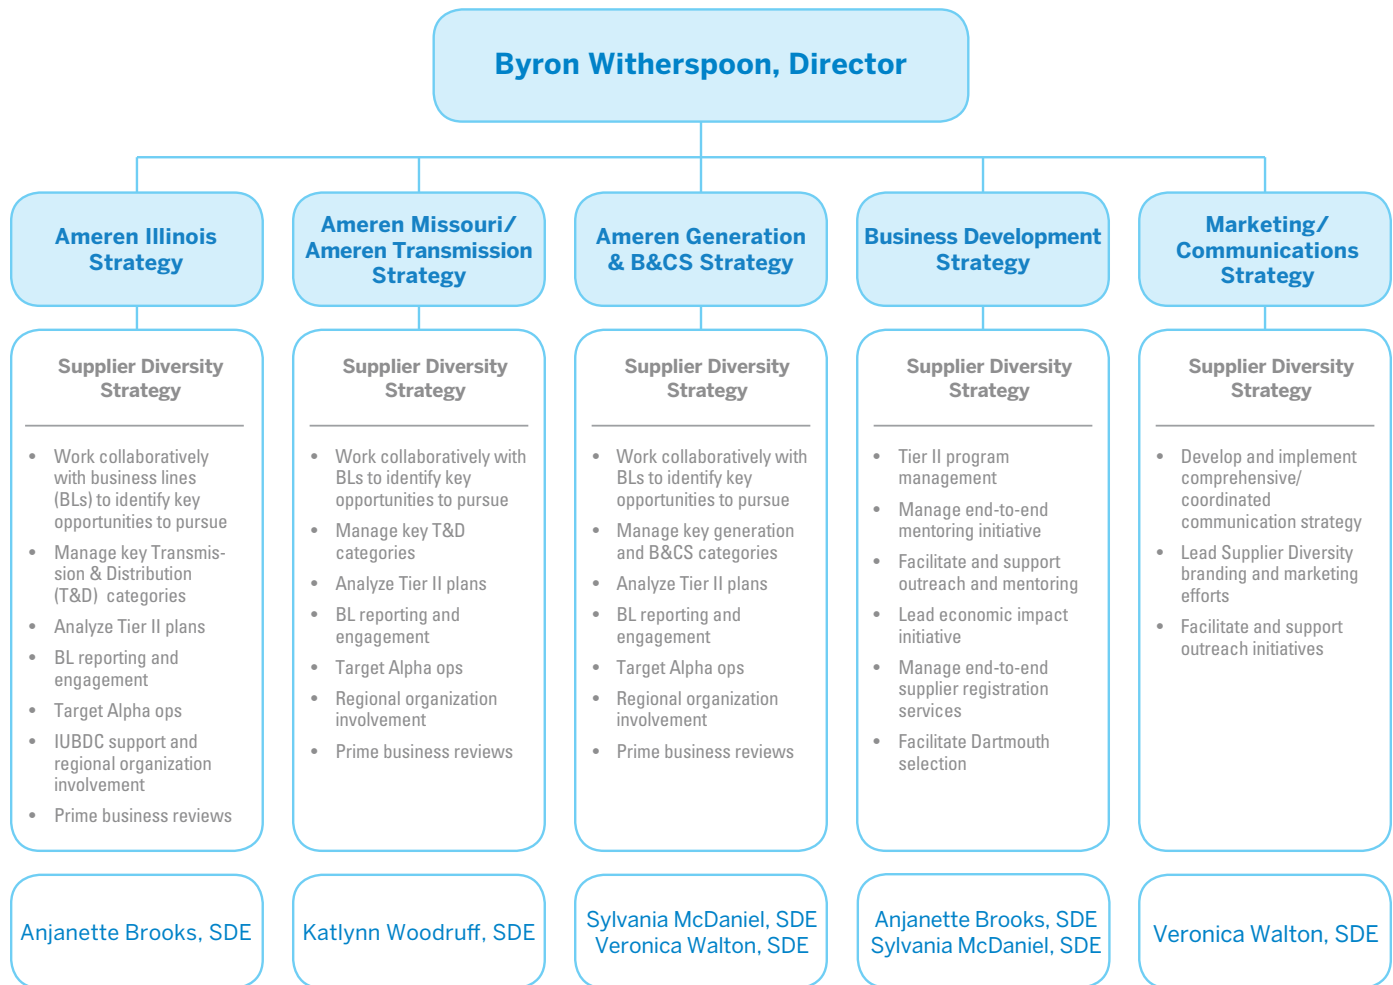 Byron Witherspoon, Director
Ameren Illinois
Strategy
Supplier Diversity
Strategy
• Work collaboratively
with business lines
(BLs) to identify key
opportunities to pursue
• Manage key Transmis-
sion & Distribution
(T&D) categories
• Analyze Tier II plans
• BL reporting and
engagement
• Target Alpha ops
• IUBDC support and
regional organization
involvement
• Prime business reviews
Anjanette Brooks, SDE
Ameren Missouri/
Ameren Transmission
Strategy
Supplier Diversity
Strategy
• Work collaboratively with
BLs to identify key
opportunities to pursue
• Manage key T&D
categories
• Analyze Tier II plans
• BL reporting and
engagement
• Target Alpha ops
• Regional organization
involvement
• Prime business reviews
Katlynn Woodruff, SDE
Ameren Generation
& B&CS Strategy
Supplier Diversity
Strategy
• Work collaboratively with
BLs to identify key
opportunities to pursue
• Manage key generation
and B&CS categories
• Analyze Tier II plans
• BL reporting and
engagement
• Target Alpha ops
• Regional organization
involvement
• Prime business reviews
Sylvania McDaniel, SDE
Veronica Walton, SDE
Business Development
Strategy
Supplier Diversity
Strategy
• Tier II program
management
• Manage end-to-end
mentoring initiative
• Facilitate and support
outreach and mentoring
• Lead economic impact
initiative
• Manage end-to-end
supplier registration
services
• Facilitate Dartmouth
selection
Anjanette Brooks, SDE
Sylvania McDaniel, SDE
Marketing/
Communications
Strategy
Supplier Diversity
Strategy
• Develop and implement
comprehensive/
coordinated
communication strategy
• Lead Supplier Diversity
branding and marketing
efforts
• Facilitate and support
outreach initiatives
Veronica Walton, SDE